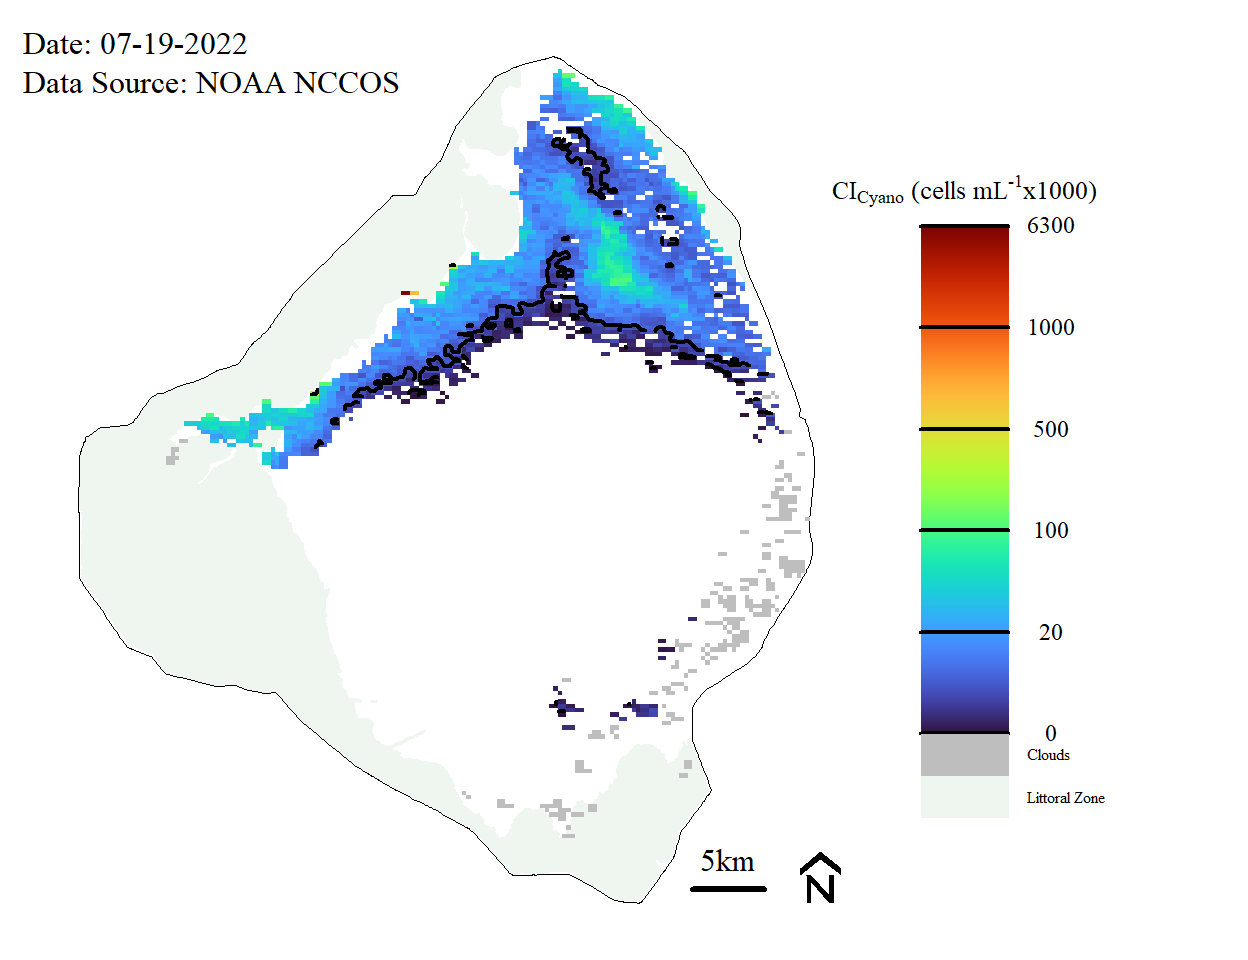 Date: 07-19-2022
Data Source: NOAA NCCOS
CICyano (cells mL-1x1000)
6300
1000
500
100
20
0
Clouds
Littoral Zone
5km
N